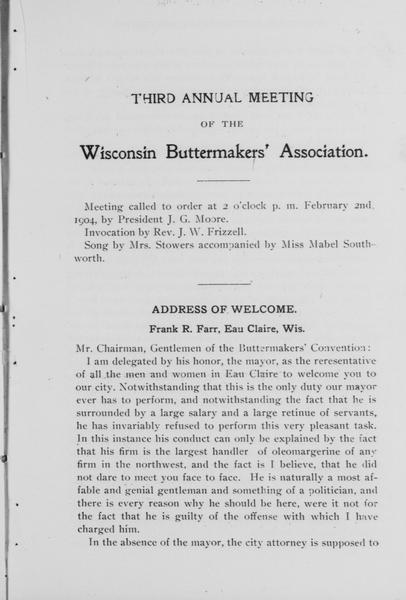 THIRD ANNUAL MEETING
OF THE
Wisconsin Buttermakers' Association.
Meeting called to order at 2 o'clock p. m. February 2nd,
1904, by President J. G. Moore.
Invocation by Rev. J. W. Frizzell.
Song by Mrs. Stowers accompanied by Miss Mabel South-
worth.
ADDRESS OF WELCOME.
Frank R. Farr, Eau Claire, Wis.
Mr. Chairman, Gentlemen of the Buttermakers' Convention:
I am delegated by his honor, the mayor, as the reresentative
of all the men and women in Eau Claire to welcome you to
our city. Notwithstanding that this is the only duty our mayor
ever has to perform, and notwithstanding the fact that he is
surrounded by a large salary and a large retinue of servants,
he has invariably refused to perform this very pleasant task.
In this instance his conduct can only be explained by the fact
that his firm is the largest handler of oleomargerine of any
firm in the northwest, and the fact is I believe, that he did
not dare to meet you face to face. He is naturally a most af-
fable and genial gentleman and something of a politician, and
there is every reason why he should be here, were it not for
the fact that he is guilty of the offense with which I have
charged him.
In the absence of the mayor, the city attorney is supposed to